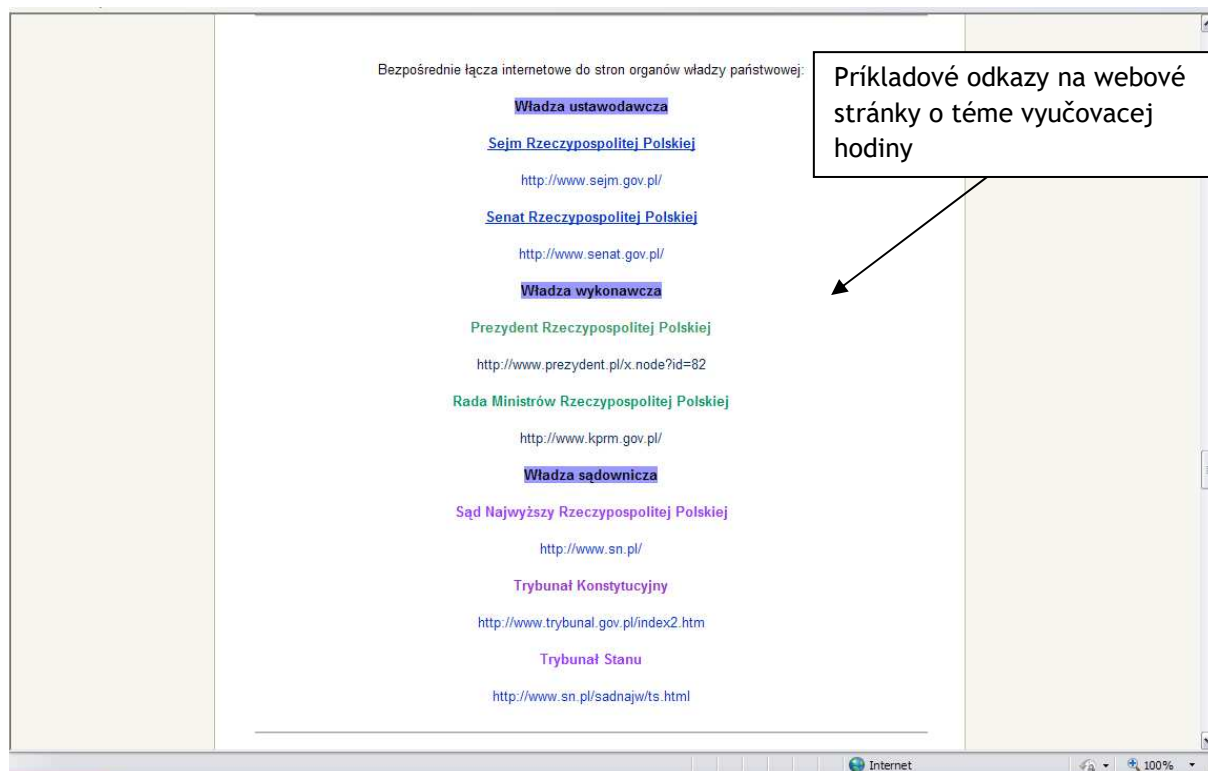 Bezpośrednie łącza internetowe do stron organów władzy państwowej:
Príkladové odkazy na webové
stránky o téme vyučovacej
hodiny
Władza ustawodawcza
Sejm Rzeczypospolitej Polskiej
http://www.sejm.gov.pl/
Senat Rzeczypospolitej Polskiej
http://www.senat.gov.pl/
Władza wykonawcza
Prezydent Rzeczypospolitej Polskiej
http://www.prezydent.pl/x.node?id=82
Rada Ministrów Rzeczypospolitej Polskiej
http://www.kprm.gov.pl/
Władza sądownicza
Sąd Najwyższy Rzeczypospolitej Polskiej
http://www.sn.pl/
Trybunał Konstytucyjny
http://www.trybunal.gov.pl/index2.htm
Trybunał Stanu
http://www.sn.pl/sadnajw/ts.html
Internet
100%